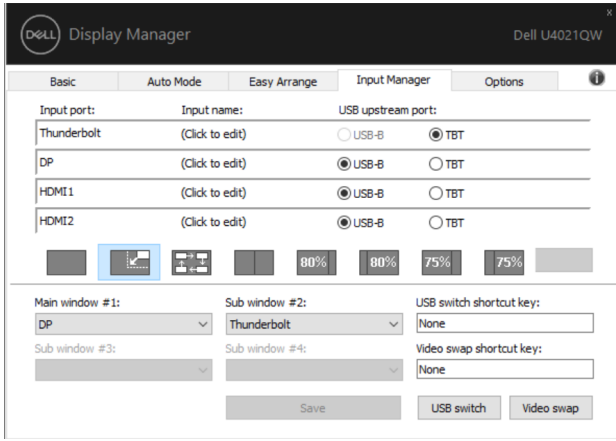 x
DELL Display Manager Dell U4021QW
Basic Auto Mode Easy Arrange Input Manager Options i
Input port: Input name: USB upstream port:
Thunderbolt (Click to edit) USB-B TBT
DP (Click to edit) USB-B TBT
HDMI1 (Click to edit) USB-B TBT
HDMI2 (Click to edit) USB-B TBT
80% 80% 75% 75%
Main window #1: Sub window #2: USB switch shortcut key:
DP Thunderbolt None
Sub window #3: Sub window #4: Video swap shortcut key:
None
Save USB switch Video swap